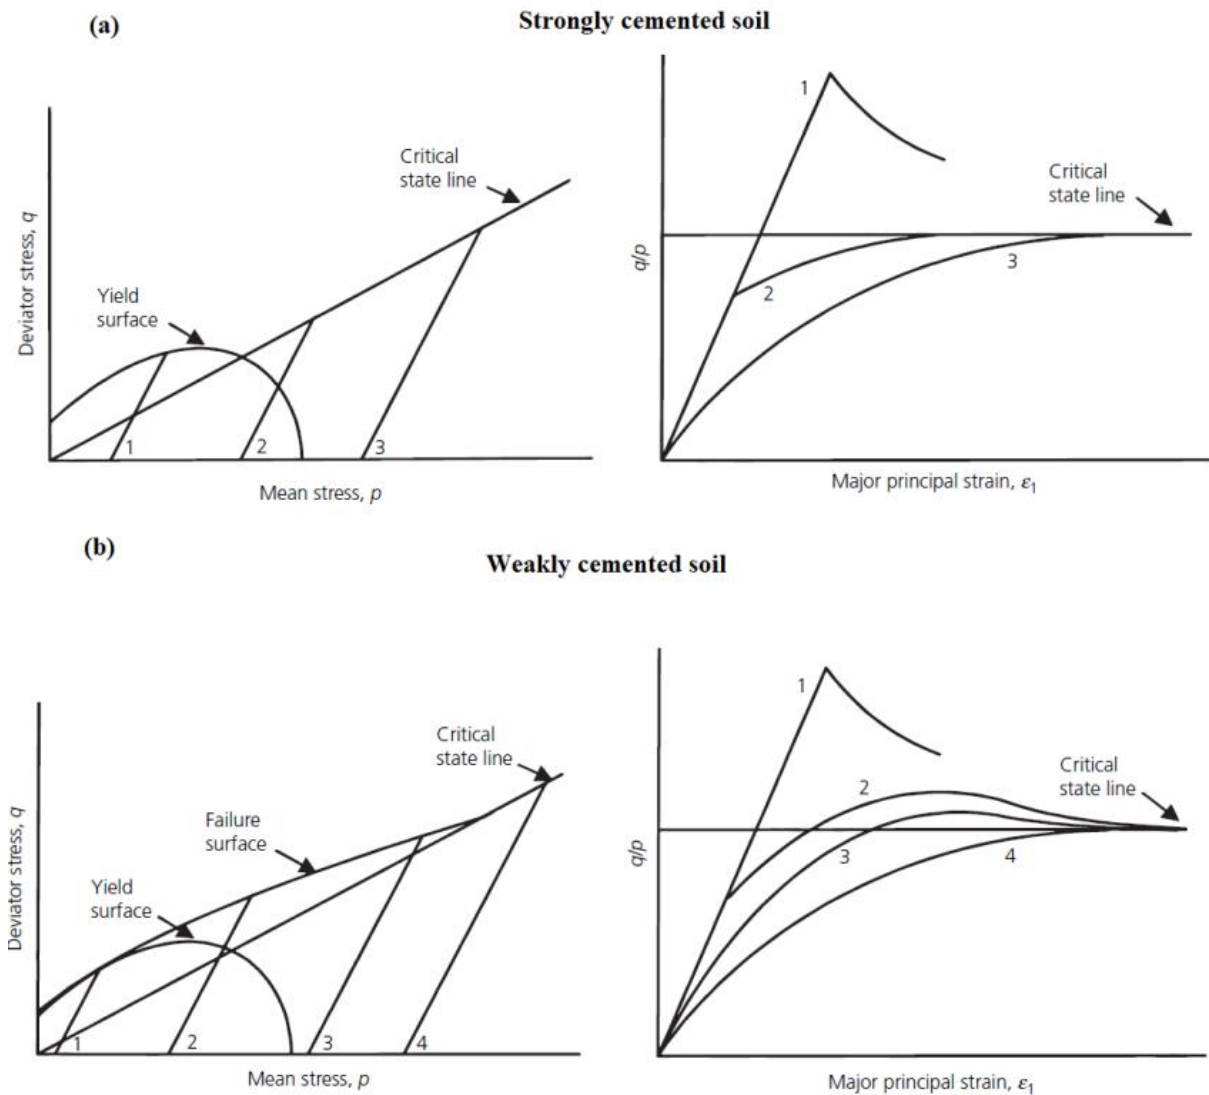 (a)
Strongly cemented soil
Deviator stress, q
Critical
state line
Yield
surface
1
2
3
Mean stress, p
q/p
1
Critical
state line
2
3
Major principal strain, ε₁
(b)
Weakly cemented soil
Deviator stress, q
Critical
state line
Failure
surface
Yield
surface
1
2
3
4
Mean stress, p
q/p
1
2
Critical
state line
3
4
Major principal strain, ε₁